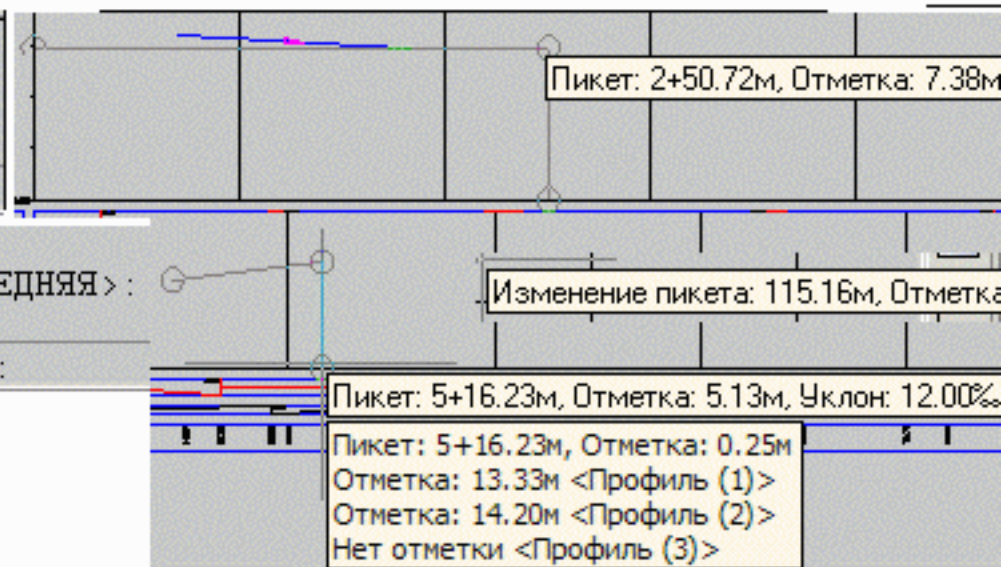 Пикет: 2+50.72м, Отметка: 7.38м
ЕДНЯЯ>:
Изменение пикета: 115.16м, Отметка
:
Пикет: 5+16.23м, Отметка: 5.13м, Уклон: 12.00‰
Пикет: 5+16.23м, Отметка: 0.25м
Отметка: 13.33м <Профиль (1)>
Отметка: 14.20м <Профиль (2)>
Нет отметки <Профиль (3)>